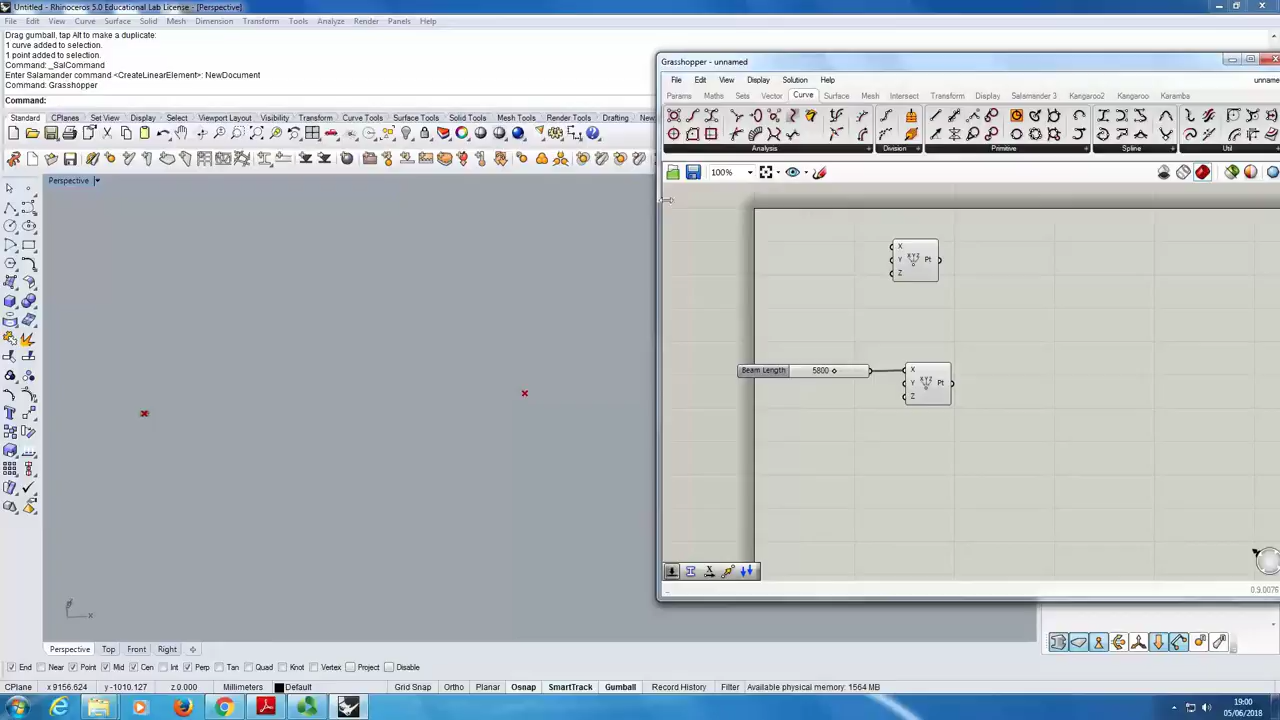 Untitled - Rhinoceros 5.0 Educational Lab License - [Perspective]
File Edit View Curve Surface Solid Mesh Dimension Transform Tools Analyze Render Panels Help
Drag gumball, tap Alt to make a duplicate:
1 curve added to selection.
1 point added to selection.
Command: _SalCommand
Enter Salamander command <CreateLinearElement>: NewDocument
Command: Grasshopper
Command:
Standard CPlanes Set View Display Select Viewport Layout Visibility Transform Curve Tools Surface Tools Solid Tools Mesh Tools Render Tools Drafting New
Perspective
Grasshopper - unnamed
File Edit View Display Solution Help unname
Params Maths Sets Vector Curve Surface Mesh Intersect Transform Display Salamander 3 Kangaroo2 Kangaroo Karamba
Analysis Division Primitive Spline Util
100%
X
Y
Z
XYZ
Pt
Beam Length 5800
X
Y
Z
XYZ
Pt
0.9.0076
x
Perspective Top Front Right
End Near Point Mid Cen Int Perp Tan Quad Knot Vertex Project Disable
CPlane x 9156.624 y -1010.127 z 0.000 Millimeters Default Grid Snap Ortho Planar Osnap SmartTrack Gumball Record History Filter Available physical memory: 1564 MB
19:00
05/06/2018